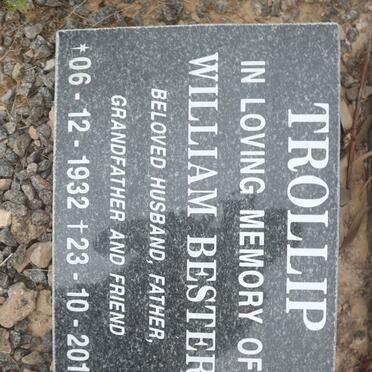 TROLLIP
IN LOVING MEMORY OF
WILLIAM BESTER
BELOVED HUSBAND, FATHER,
GRANDFATHER AND FRIEND
*06-12-1932 †23-10-201